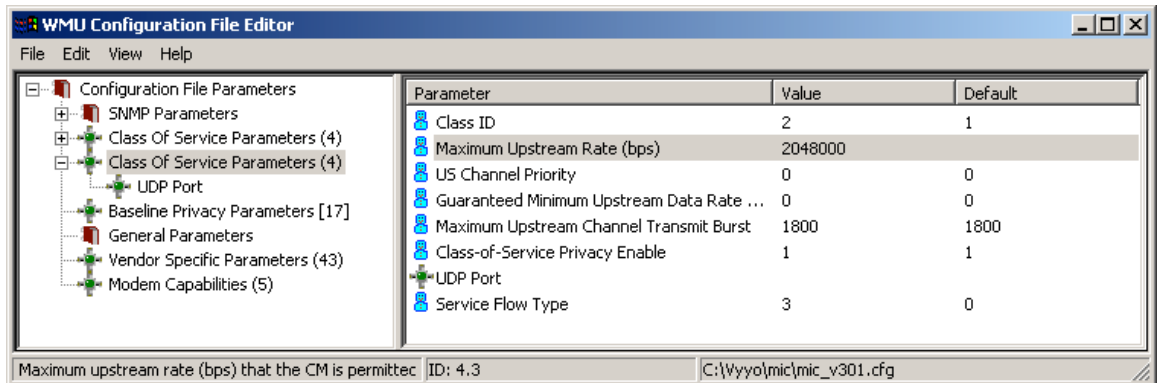 WMU Configuration File Editor
File Edit View Help
Configuration File Parameters
SNMP Parameters
Class Of Service Parameters (4)
Class Of Service Parameters (4)
UDP Port
Baseline Privacy Parameters [17]
General Parameters
Vendor Specific Parameters (43)
Modem Capabilities (5)
Parameter Value Default
Class ID 2 1
Maximum Upstream Rate (bps) 2048000
US Channel Priority 0 0
Guaranteed Minimum Upstream Data Rate ... 0 0
Maximum Upstream Channel Transmit Burst 1800 1800
Class-of-Service Privacy Enable 1 1
UDP Port
Service Flow Type 3 0
Maximum upstream rate (bps) that the CM is permittec ID: 4.3 C:\Vyyo\mic\mic_v301.cfg